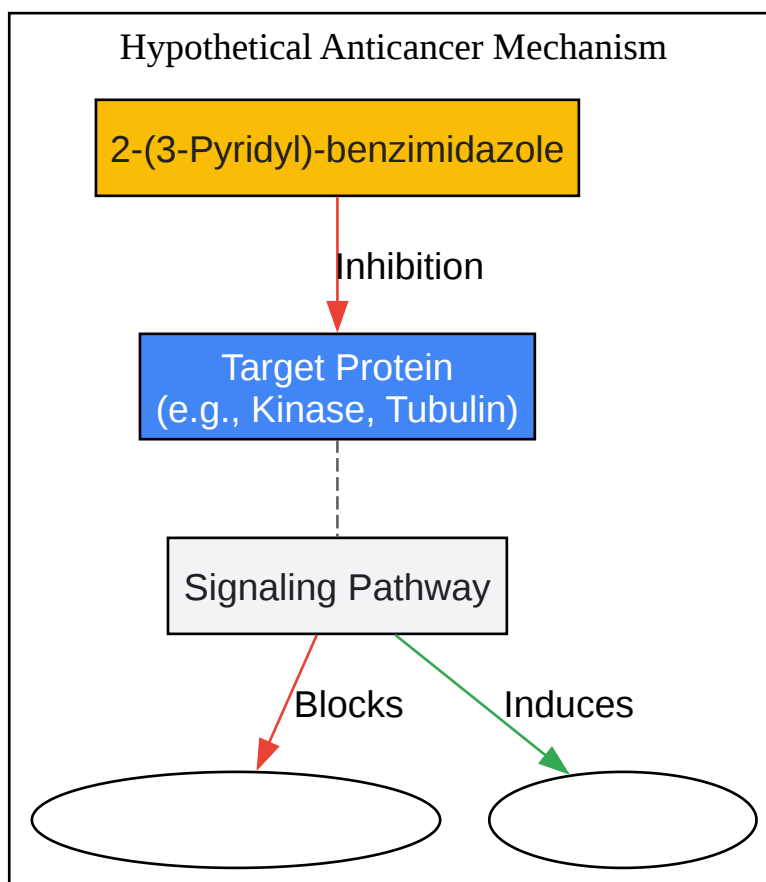 Hypothetical Anticancer Mechanism
2-(3-Pyridyl)-benzimidazole
Inhibition
Target Protein
(e.g., Kinase, Tubulin)
Signaling Pathway
Blocks
Induces